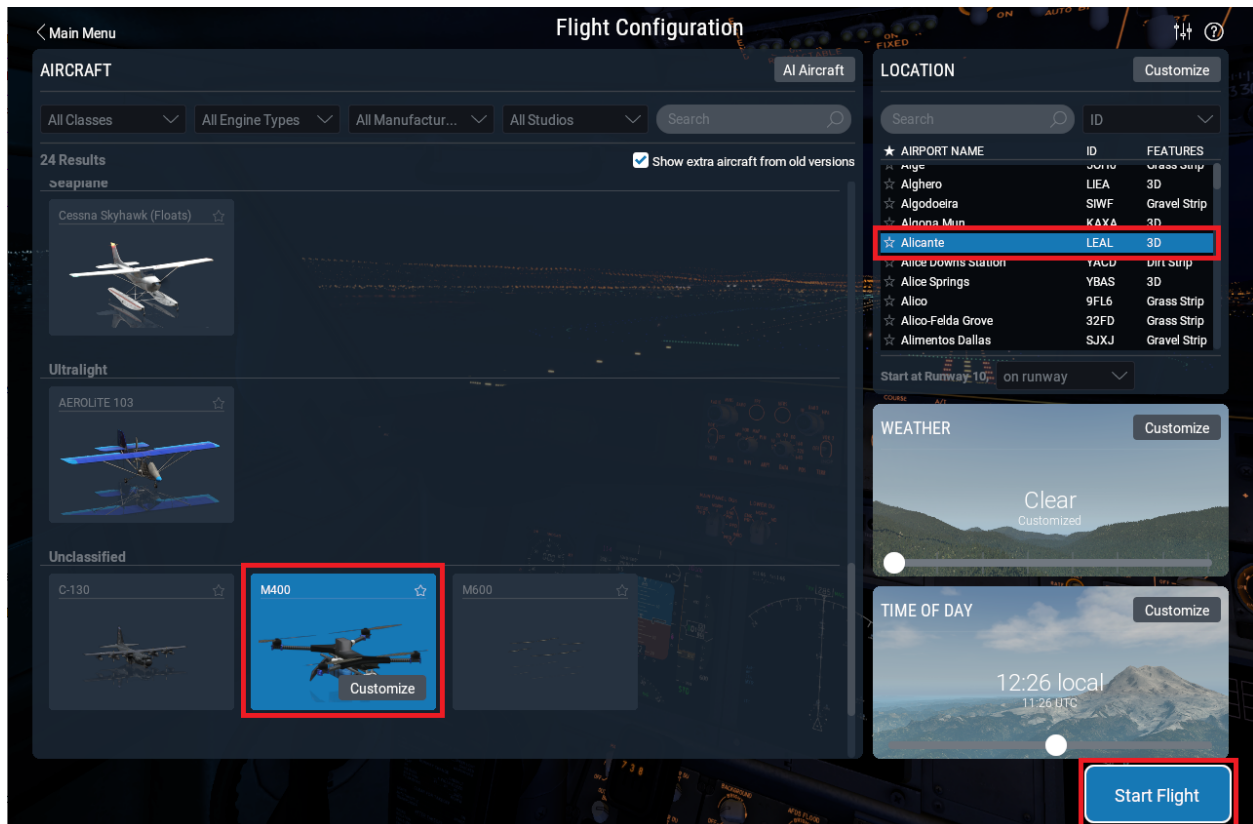 Main Menu
Flight Configuration
AIRCRAFT
AI Aircraft
All Classes
All Engine Types
All Manufactur...
All Studios
Search
24 Results
Show extra aircraft from old versions
Seaplane
Cessna Skyhawk (Floats)
Ultralight
AEROLITE 103
Unclassified
C-130
M400
M600
Customize
LOCATION
Customize
Search
ID
AIRPORT NAME ID FEATURES
Alge Grass Strip
Alghero LIEA 3D
Algodoeira SIWF Gravel Strip
Algona Mun KAXA 3D
Alicante LEAL 3D
Alice Downs Station YACD Dirt Strip
Alice Springs YBAS 3D
Alico 9FL6 Grass Strip
Alico-Felda Grove 32FD Grass Strip
Alimentos Dallas SJXJ Gravel Strip
Start at Runway 10, on runway
WEATHER
Customize
Clear
Customized
TIME OF DAY
Customize
12:26 local
11:26 UTC
Start Flight